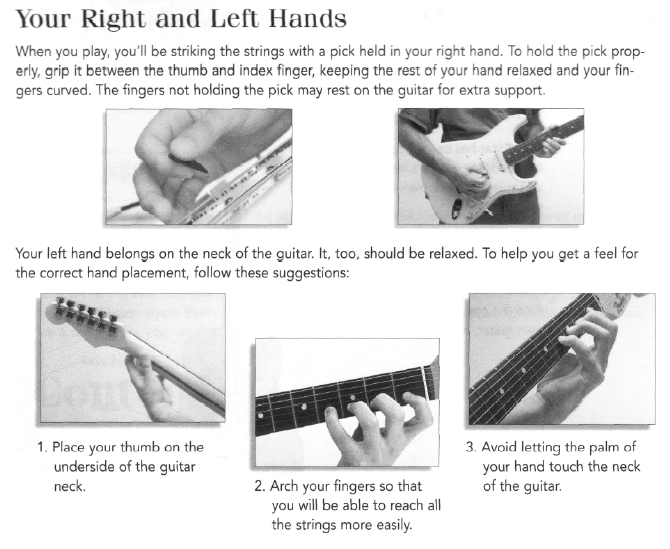 Your Right and Left Hands
When you play, you'll be striking the strings with a pick held in your right hand. To hold the pick prop-
erly, grip it between the thumb and index finger, keeping the rest of your hand relaxed and your fin-
gers curved. The fingers not holding the pick may rest on the guitar for extra support.
Your left hand belongs on the neck of the guitar. It, too, should be relaxed. To help you get a feel for
the correct hand placement, follow these suggestions:
1. Place your thumb on the
underside of the guitar
neck.
2. Arch your fingers so that
you will be able to reach all
the strings more easily.
3. Avoid letting the palm of
your hand touch the neck
of the guitar.